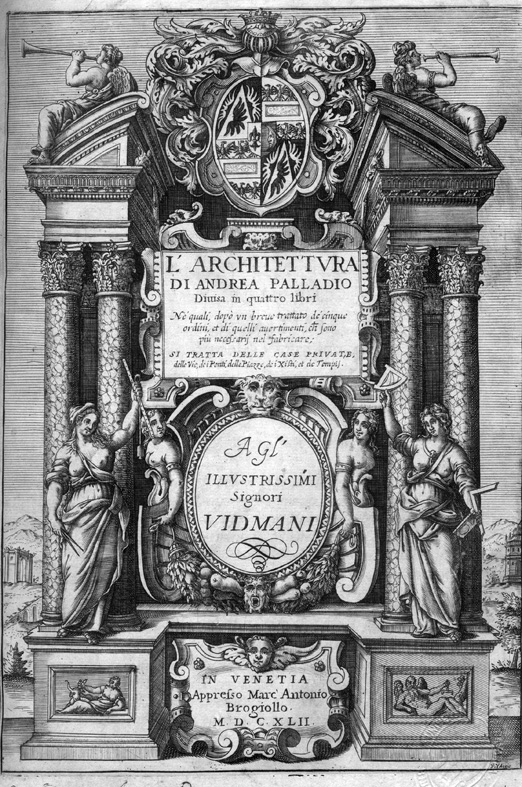 L' ARCHITETTVRA
DI ANDREA PALLADIO
Diuisa in quattro libri
Ne quali, dopò vn breue trattato de cinque
ordini, et di quelli auertimenti, che sono
piu necessarij nel fabricare,
SI TRATTA DELLE CASE PRIVATE,
delle Vie, de i Ponti, delle Piazze, de i Xisti, et de Tempij.
A gl'
ILLVSTRISSIMI
Signori
VIDMANI
IN VENETIA
Appresso Marc' Antonio
Brogiollo.
M. D. C. XLII.